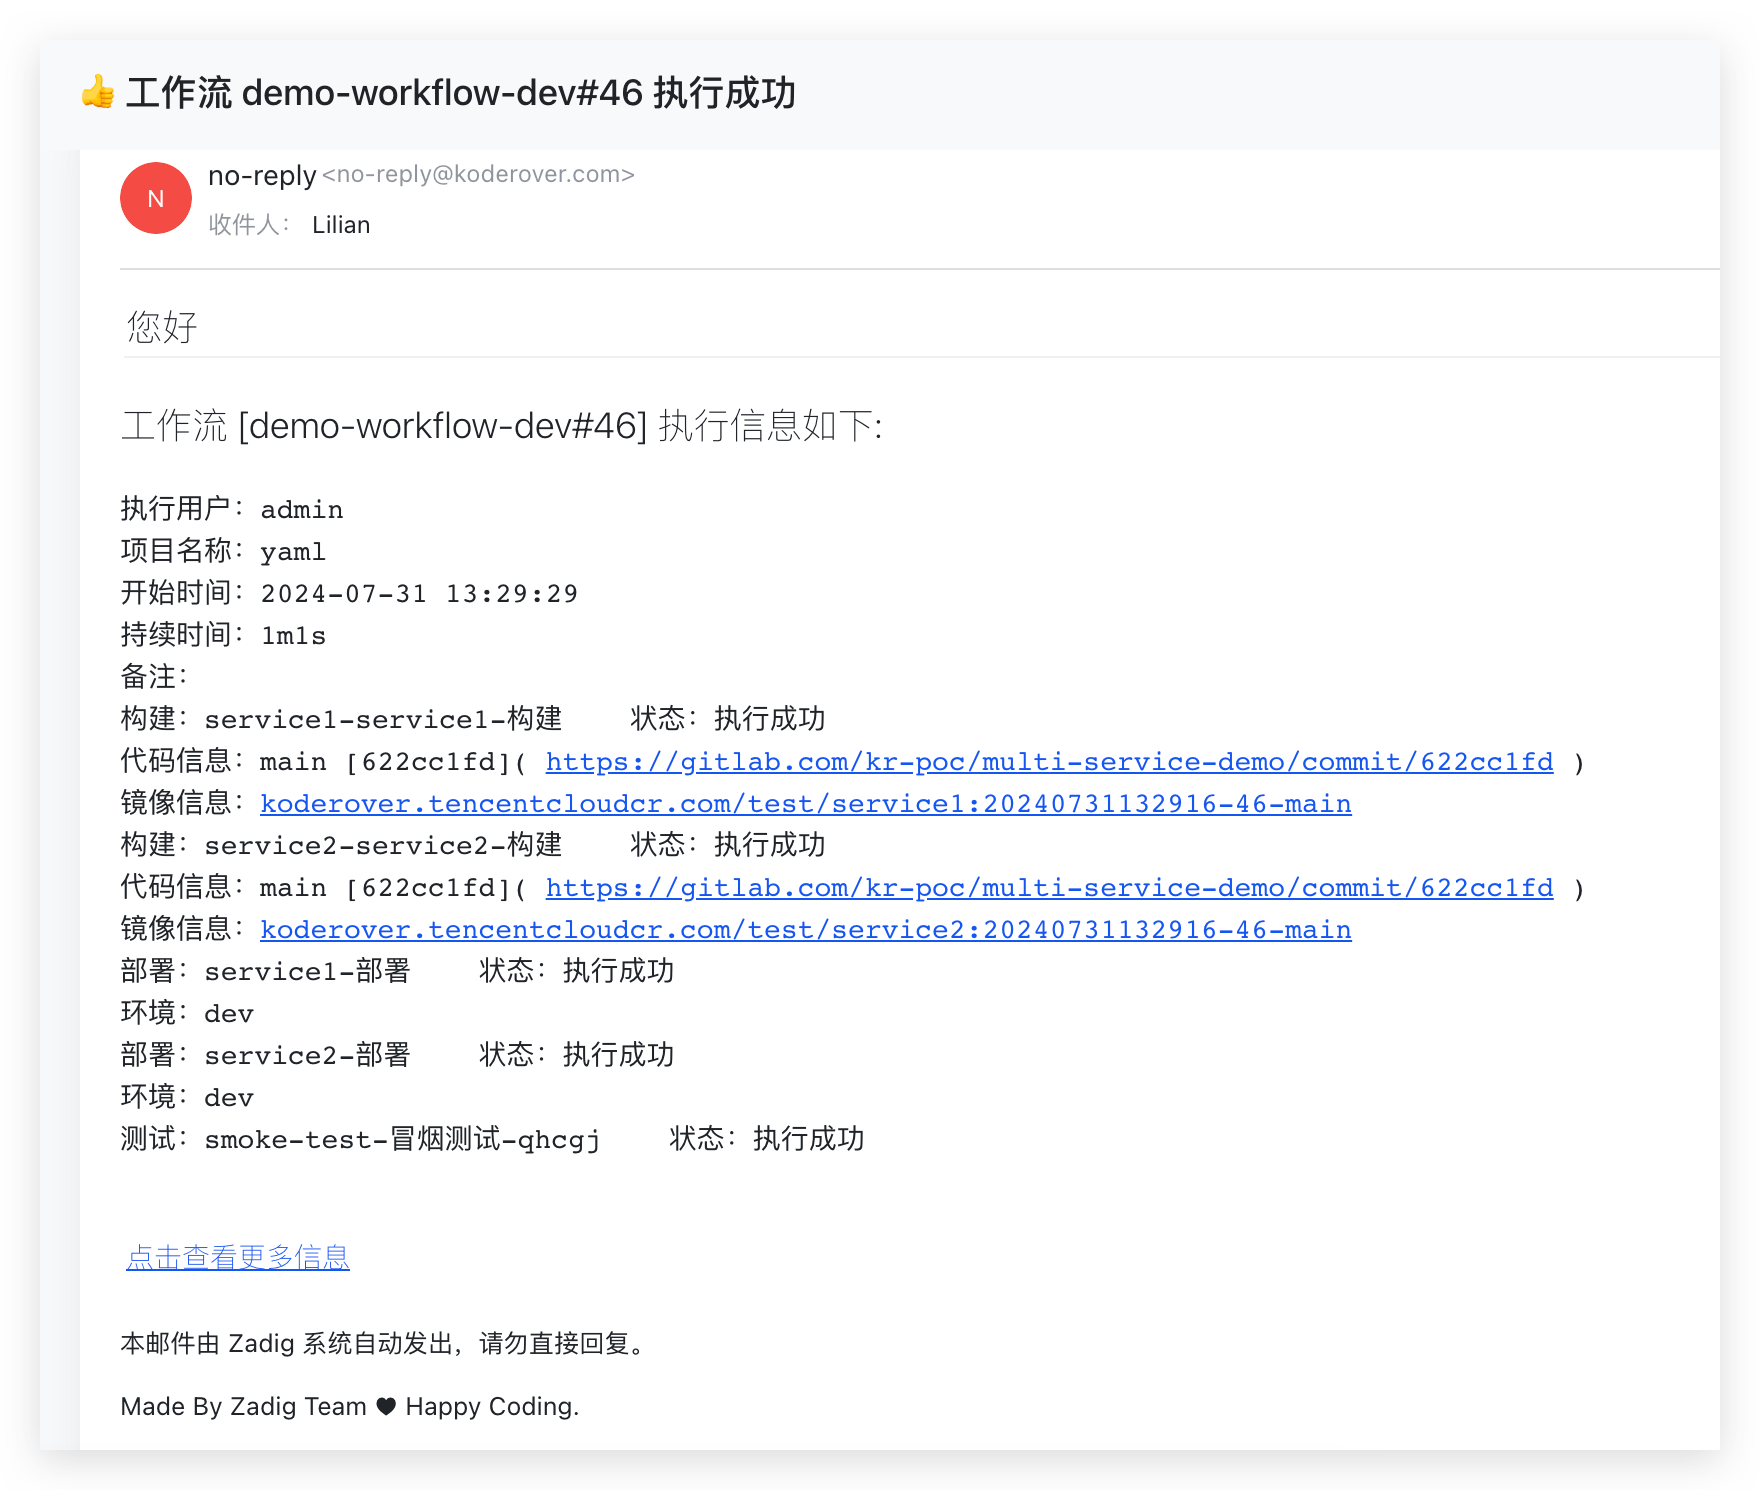 👍 工作流 demo-workflow-dev#46 执行成功
N
no-reply <no-reply@koderover.com>
收件人： Lilian
您好
工作流 [demo-workflow-dev#46] 执行信息如下:
执行用户：admin
项目名称：yaml
开始时间：2024-07-31 13:29:29
持续时间：1m1s
备注：
构建：service1-service1-构建    状态：执行成功
代码信息：main [622cc1fd]( https://gitlab.com/kr-poc/multi-service-demo/commit/622cc1fd )
镜像信息：koderover.tencentcloudcr.com/test/service1:20240731132916-46-main
构建：service2-service2-构建    状态：执行成功
代码信息：main [622cc1fd]( https://gitlab.com/kr-poc/multi-service-demo/commit/622cc1fd )
镜像信息：koderover.tencentcloudcr.com/test/service2:20240731132916-46-main
部署：service1-部署    状态：执行成功
环境：dev
部署：service2-部署    状态：执行成功
环境：dev
测试：smoke-test-冒烟测试-qhcgj    状态：执行成功
点击查看更多信息
本邮件由 Zadig 系统自动发出，请勿直接回复。
Made By Zadig Team ♥ Happy Coding.